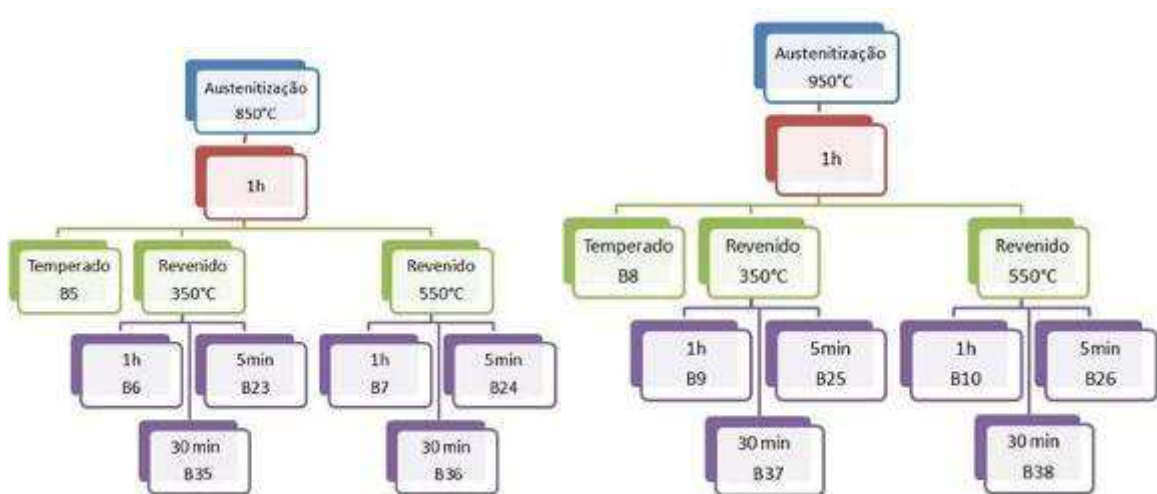 Austenitização
850°C
1h
Temperado
B5
Revenido
350°C
Revenido
550°C
1h
B6
5min
B23
1h
B7
5min
B24
30 min
B35
30 min
B36
Austenitização
950°C
1h
Temperado
B8
Revenido
350°C
Revenido
550°C
1h
B9
5min
B25
1h
B10
5min
B26
30 min
B37
30 min
B38